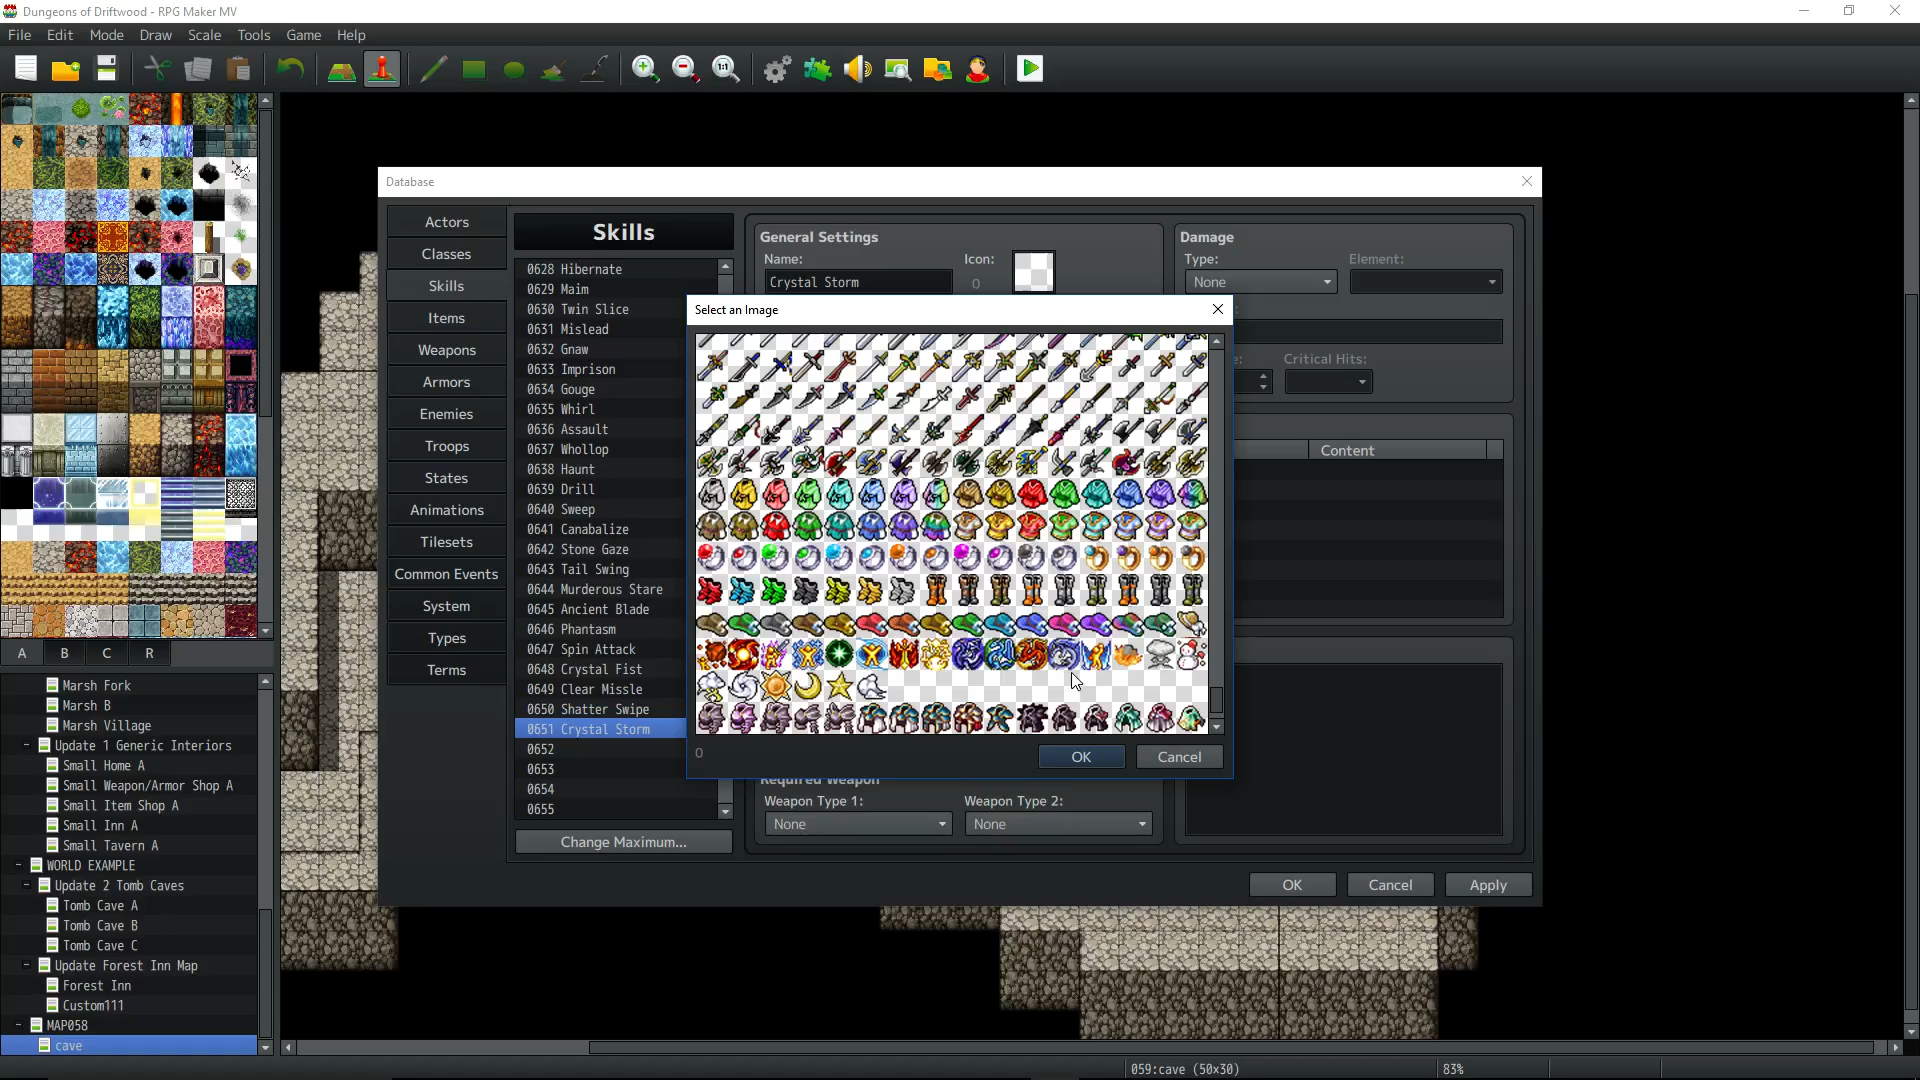 Dungeons of Driftwood - RPG Maker MV
File Edit Mode Draw Scale Tools Game Help
1:1
A B C R
Marsh Fork
Marsh B
Marsh Village
Update 1 Generic Interiors
Small Home A
Small Weapon/Armor Shop A
Small Item Shop A
Small Inn A
Small Tavern A
WORLD EXAMPLE
Update 2 Tomb Caves
Tomb Cave A
Tomb Cave B
Tomb Cave C
Update Forest Inn Map
Forest Inn
Custom111
MAP058
cave
Database
Actors
Classes
Skills
Items
Weapons
Armors
Enemies
Troops
States
Animations
Tilesets
Common Events
System
Types
Terms
Skills
0628 Hibernate
0629 Maim
0630 Twin Slice
0631 Mislead
0632 Gnaw
0633 Imprison
0634 Gouge
0635 Whirl
0636 Assault
0637 Whollop
0638 Haunt
0639 Drill
0640 Sweep
0641 Canabalize
0642 Stone Gaze
0643 Tail Swing
0644 Murderous Stare
0645 Ancient Blade
0646 Phantasm
0647 Spin Attack
0648 Crystal Fist
0649 Clear Missle
0650 Shatter Swipe
0651 Crystal Storm
0652
0653
0654
0655
Change Maximum...
General Settings
Name: Icon:
Crystal Storm 0
Damage
Type: Element:
None
Critical Hits:
Content
Select an Image
0
OK Cancel
Required Weapon
Weapon Type 1: Weapon Type 2:
None None
OK Cancel Apply
059:cave (50x30) 83%